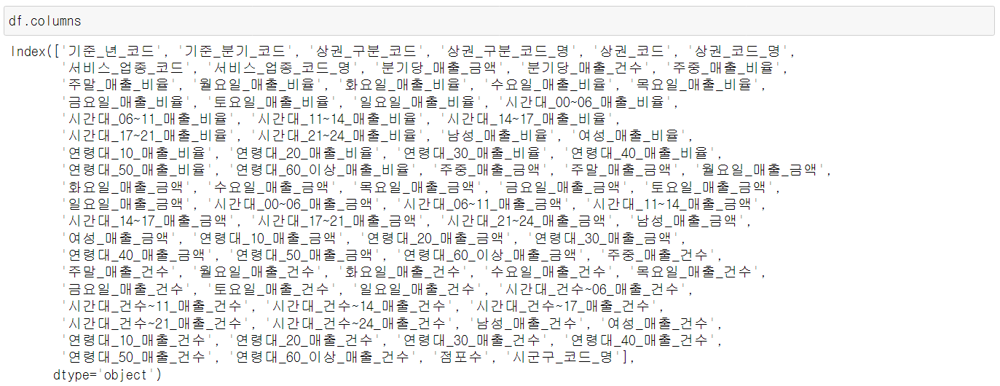 df.columns
Index(['기준_년_코드', '기준_분기_코드', '상권_구분_코드', '상권_구분_코드_명', '상권_코드', '상권_코드_명',
'서비스_업종_코드', '서비스_업종_코드_명', '분기당_매출_금액', '분기당_매출_건수', '주중_매출_비율',
'주말_매출_비율', '월요일_매출_비율', '화요일_매출_비율', '수요일_매출_비율', '목요일_매출_비율',
'금요일_매출_비율', '토요일_매출_비율', '일요일_매출_비율', '시간대_00~06_매출_비율',
'시간대_06~11_매출_비율', '시간대_11~14_매출_비율', '시간대_14~17_매출_비율',
'시간대_17~21_매출_비율', '시간대_21~24_매출_비율', '남성_매출_비율', '여성_매출_비율',
'연령대_10_매출_비율', '연령대_20_매출_비율', '연령대_30_매출_비율', '연령대_40_매출_비율',
'연령대_50_매출_비율', '연령대_60_이상_매출_비율', '주중_매출_금액', '주말_매출_금액', '월요일_매출_금액',
'화요일_매출_금액', '수요일_매출_금액', '목요일_매출_금액', '금요일_매출_금액', '토요일_매출_금액',
'일요일_매출_금액', '시간대_00~06_매출_금액', '시간대_06~11_매출_금액', '시간대_11~14_매출_금액',
'시간대_14~17_매출_금액', '시간대_17~21_매출_금액', '시간대_21~24_매출_금액', '남성_매출_금액',
'여성_매출_금액', '연령대_10_매출_금액', '연령대_20_매출_금액', '연령대_30_매출_금액',
'연령대_40_매출_금액', '연령대_50_매출_금액', '연령대_60_이상_매출_금액', '주중_매출_건수',
'주말_매출_건수', '월요일_매출_건수', '화요일_매출_건수', '수요일_매출_건수', '목요일_매출_건수',
'금요일_매출_건수', '토요일_매출_건수', '일요일_매출_건수', '시간대_건수~06_매출_건수',
'시간대_건수~11_매출_건수', '시간대_건수~14_매출_건수', '시간대_건수~17_매출_건수',
'시간대_건수~21_매출_건수', '시간대_건수~24_매출_건수', '남성_매출_건수', '여성_매출_건수',
'연령대_10_매출_건수', '연령대_20_매출_건수', '연령대_30_매출_건수', '연령대_40_매출_건수',
'연령대_50_매출_건수', '연령대_60_이상_매출_건수', '점포수', '시군구_코드_명'],
dtype='object')